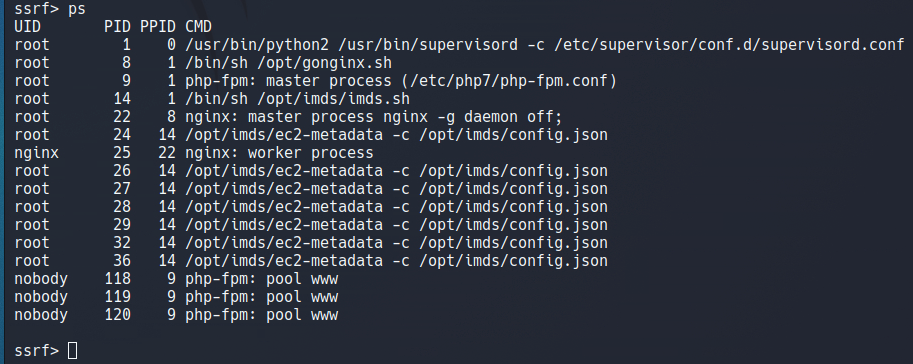 ssrf> ps
UID        PID PPID CMD
root         1    0 /usr/bin/python2 /usr/bin/supervisord -c /etc/supervisor/conf.d/supervisord.conf
root         8    1 /bin/sh /opt/gonginx.sh
root         9    1 php-fpm: master process (/etc/php7/php-fpm.conf)
root        14    1 /bin/sh /opt/imds/imds.sh
root        22    8 nginx: master process nginx -g daemon off;
root        24   14 /opt/imds/ec2-metadata -c /opt/imds/config.json
nginx       25   22 nginx: worker process
root        26   14 /opt/imds/ec2-metadata -c /opt/imds/config.json
root        27   14 /opt/imds/ec2-metadata -c /opt/imds/config.json
root        28   14 /opt/imds/ec2-metadata -c /opt/imds/config.json
root        29   14 /opt/imds/ec2-metadata -c /opt/imds/config.json
root        32   14 /opt/imds/ec2-metadata -c /opt/imds/config.json
root        36   14 /opt/imds/ec2-metadata -c /opt/imds/config.json
nobody     118    9 php-fpm: pool www
nobody     119    9 php-fpm: pool www
nobody     120    9 php-fpm: pool www
ssrf>